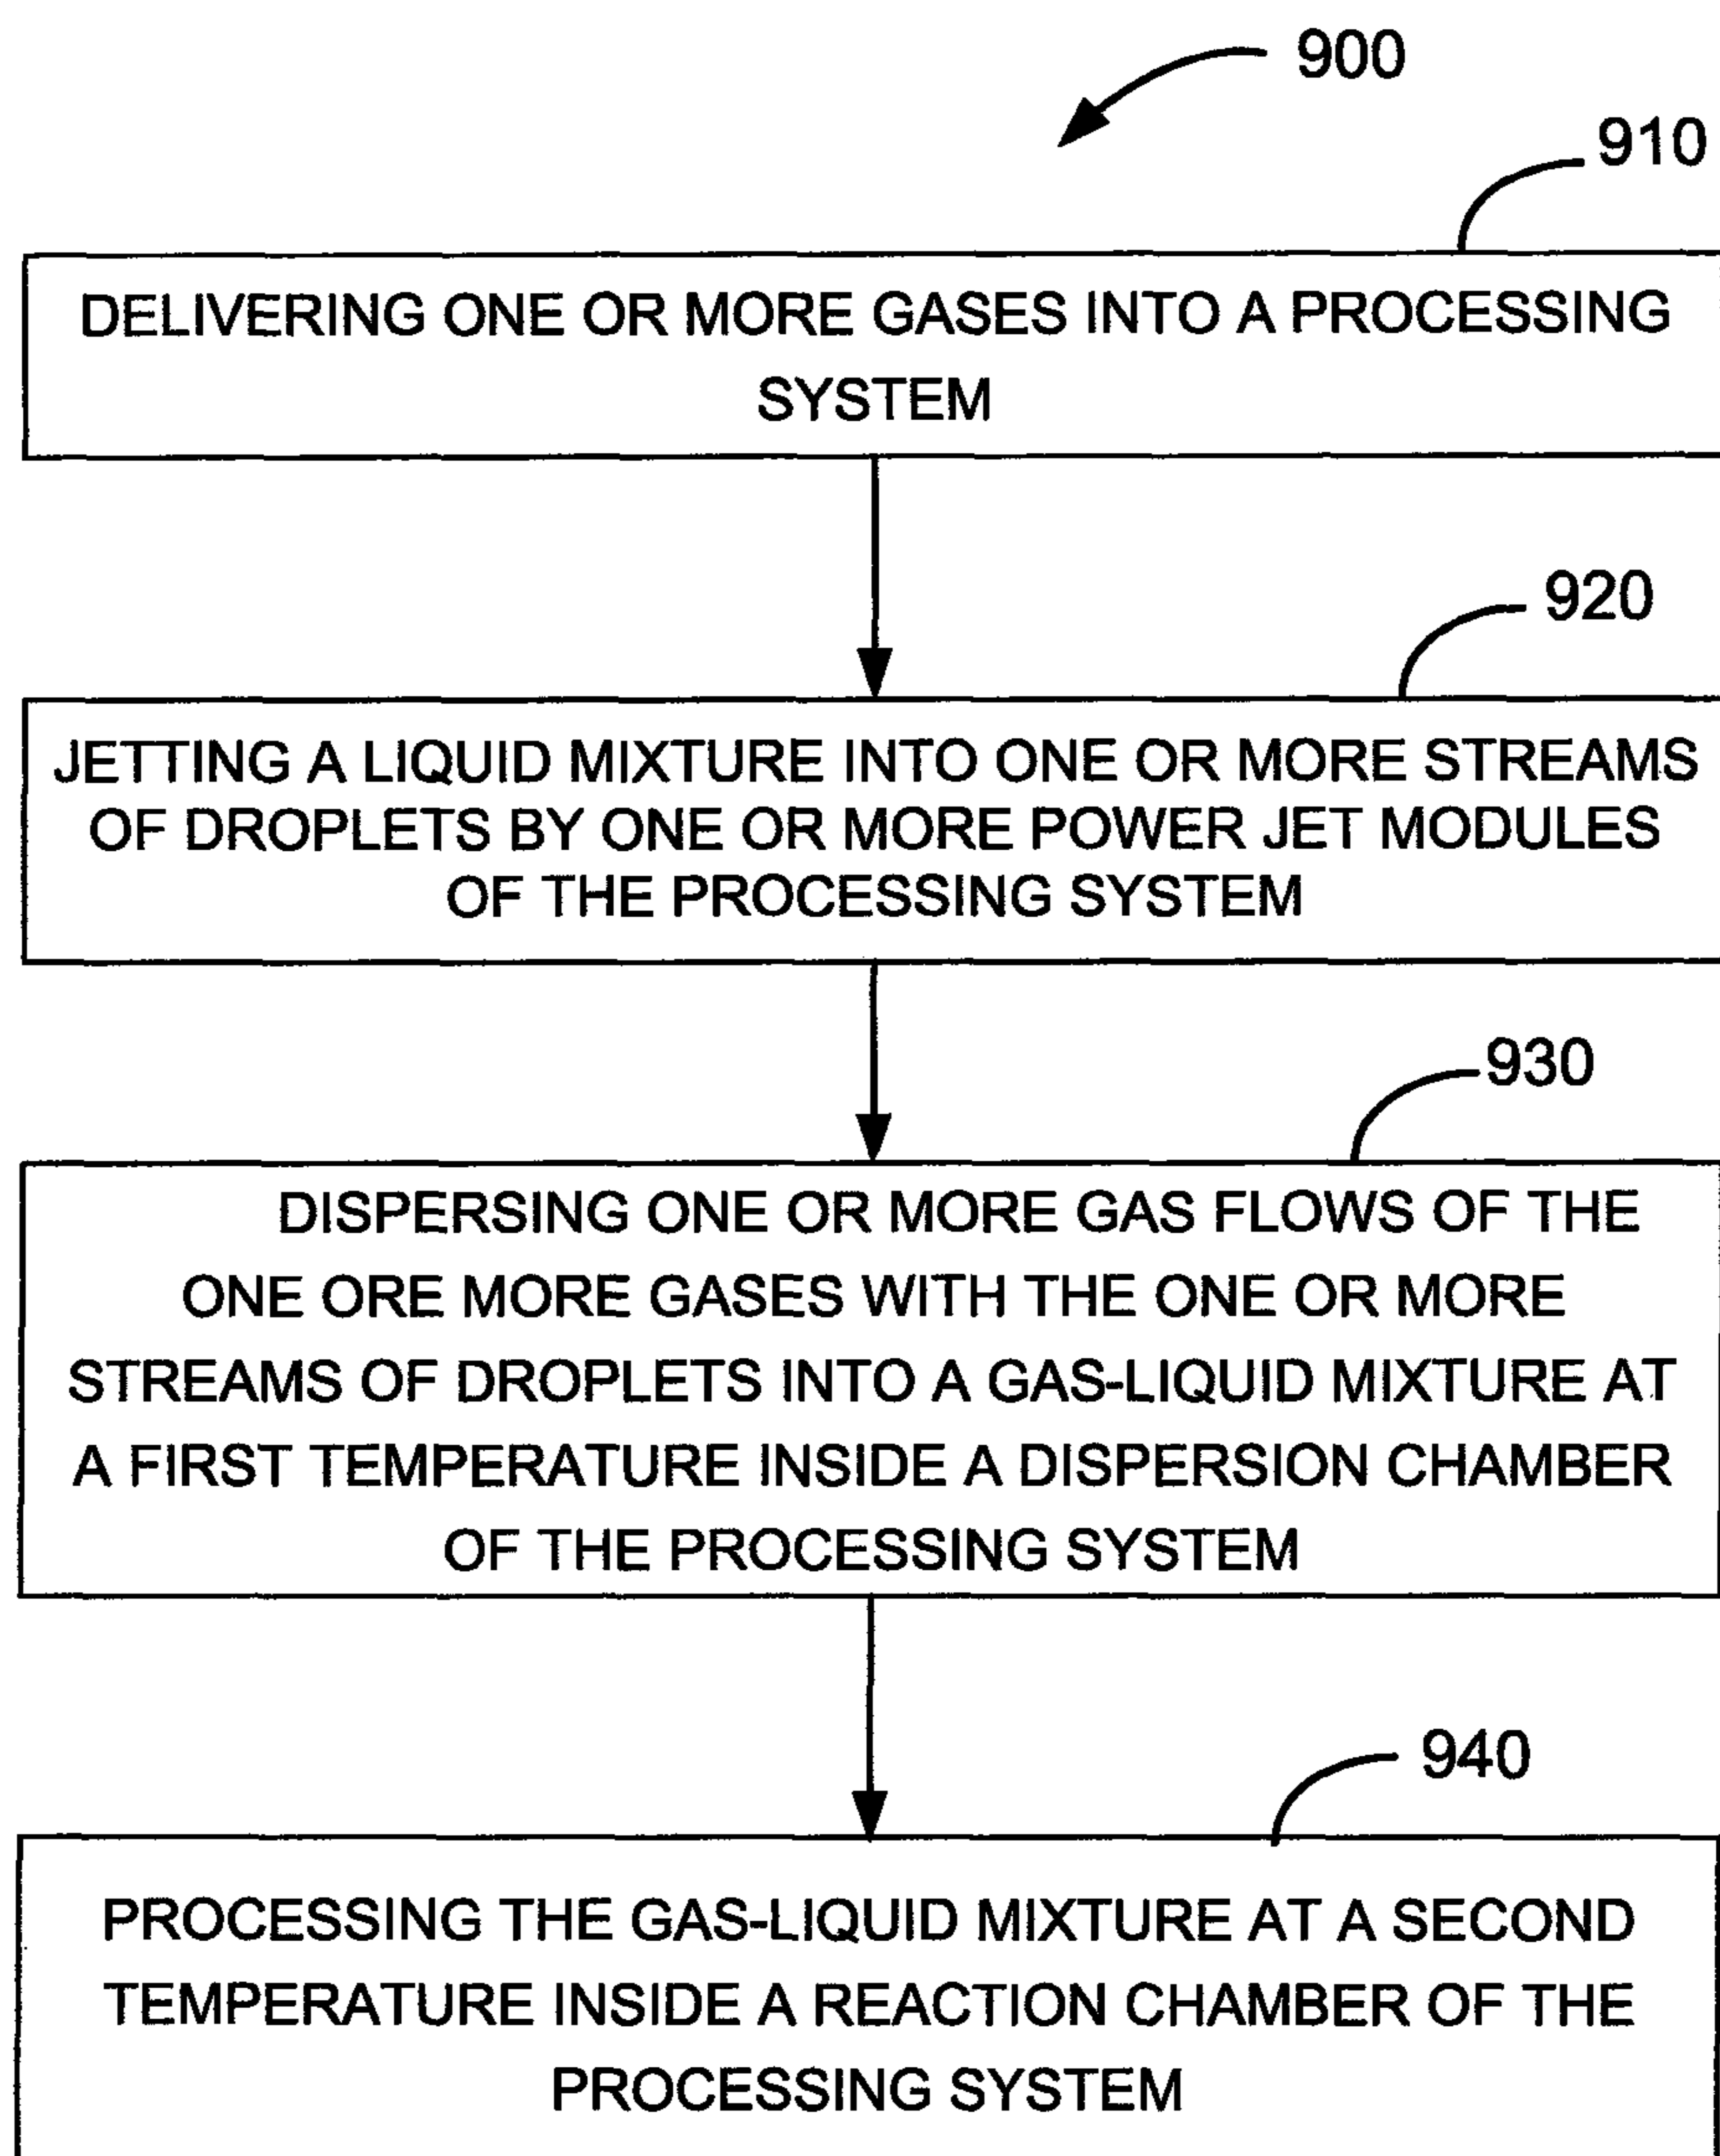 900
910
DELIVERING ONE OR MORE GASES INTO A PROCESSING
SYSTEM
920
JETTING A LIQUID MIXTURE INTO ONE OR MORE STREAMS
OF DROPLETS BY ONE OR MORE POWER JET MODULES
OF THE PROCESSING SYSTEM
930
DISPERSING ONE OR MORE GAS FLOWS OF THE
ONE ORE MORE GASES WITH THE ONE OR MORE
STREAMS OF DROPLETS INTO A GAS-LIQUID MIXTURE AT
A FIRST TEMPERATURE INSIDE A DISPERSION CHAMBER
OF THE PROCESSING SYSTEM
940
PROCESSING THE GAS-LIQUID MIXTURE AT A SECOND
TEMPERATURE INSIDE A REACTION CHAMBER OF THE
PROCESSING SYSTEM